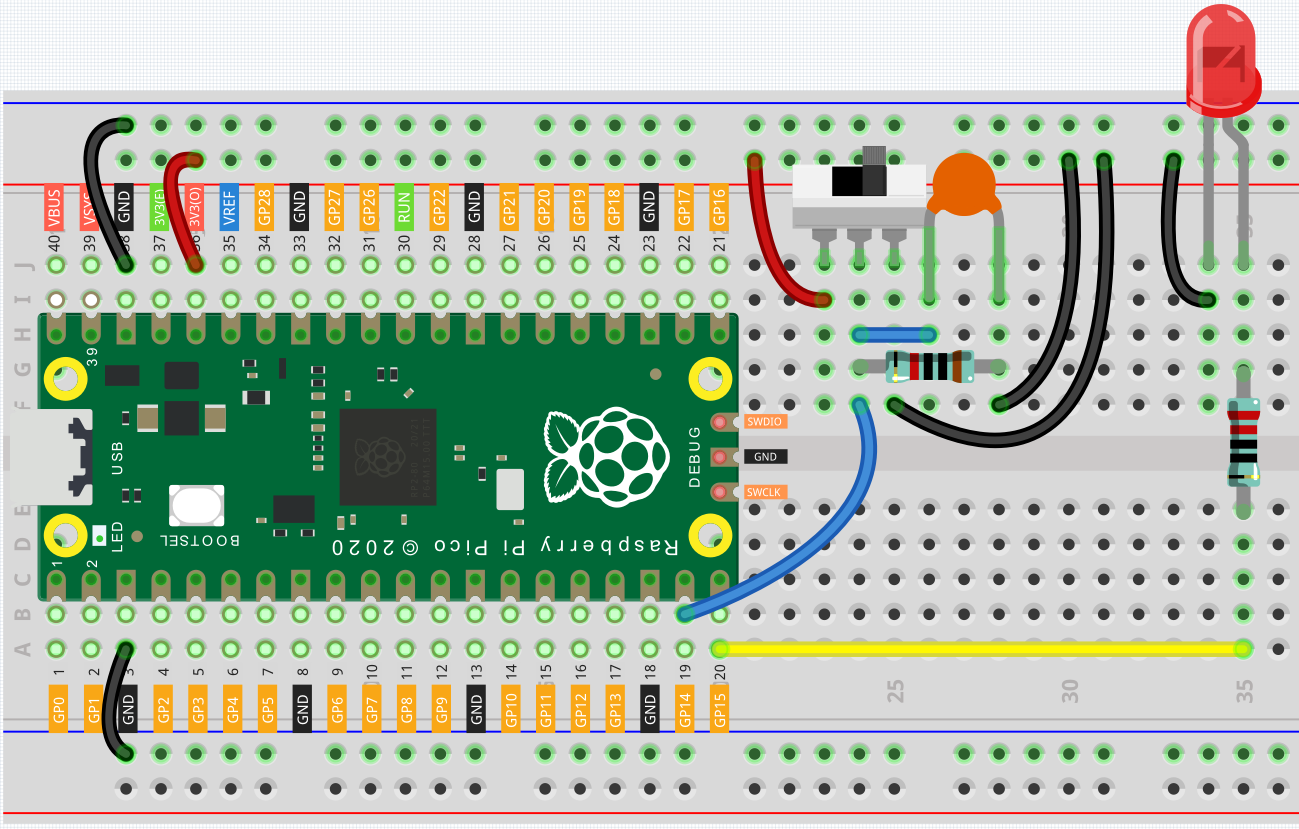 VBUS
VSYS
GND
3V3(E)
3V3(O)
VREF
GP28
GND
GP27
GP26
RUN
GP22
GND
GP21
GP20
GP19
GP18
GND
GP17
GP16
40
39
38
37
36
35
34
33
32
31
30
29
28
27
26
25
24
23
22
21
J
I
H
G
F
E
D
C
B
A
39
USB
DEBUG
SWDIO
GND
SWCLK
LED
BOOTSEL
Raspberry Pi Pico © 2020
1
2
1
2
3
4
5
6
7
8
9
10
11
12
13
14
15
16
17
18
19
20
GP0
GP1
GND
GP2
GP3
GP4
GP5
GND
GP6
GP7
GP8
GP9
GND
GP10
GP11
GP12
GP13
GND
GP14
GP15
25
30
35